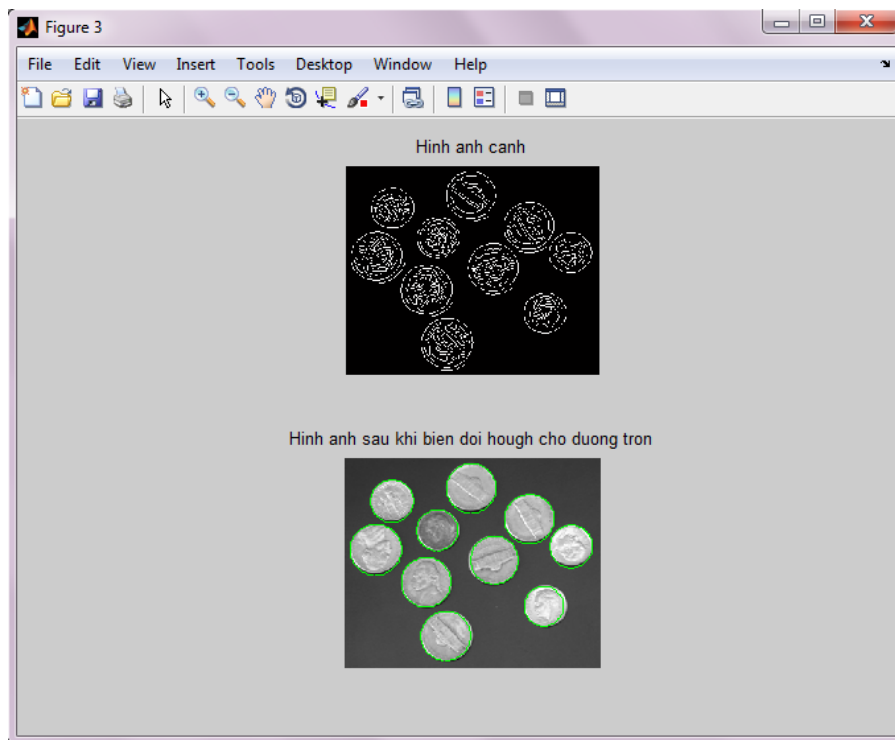 Figure 3
File Edit View Insert Tools Desktop Window Help
Hinh anh canh
Hinh anh sau khi bien doi hough cho duong tron